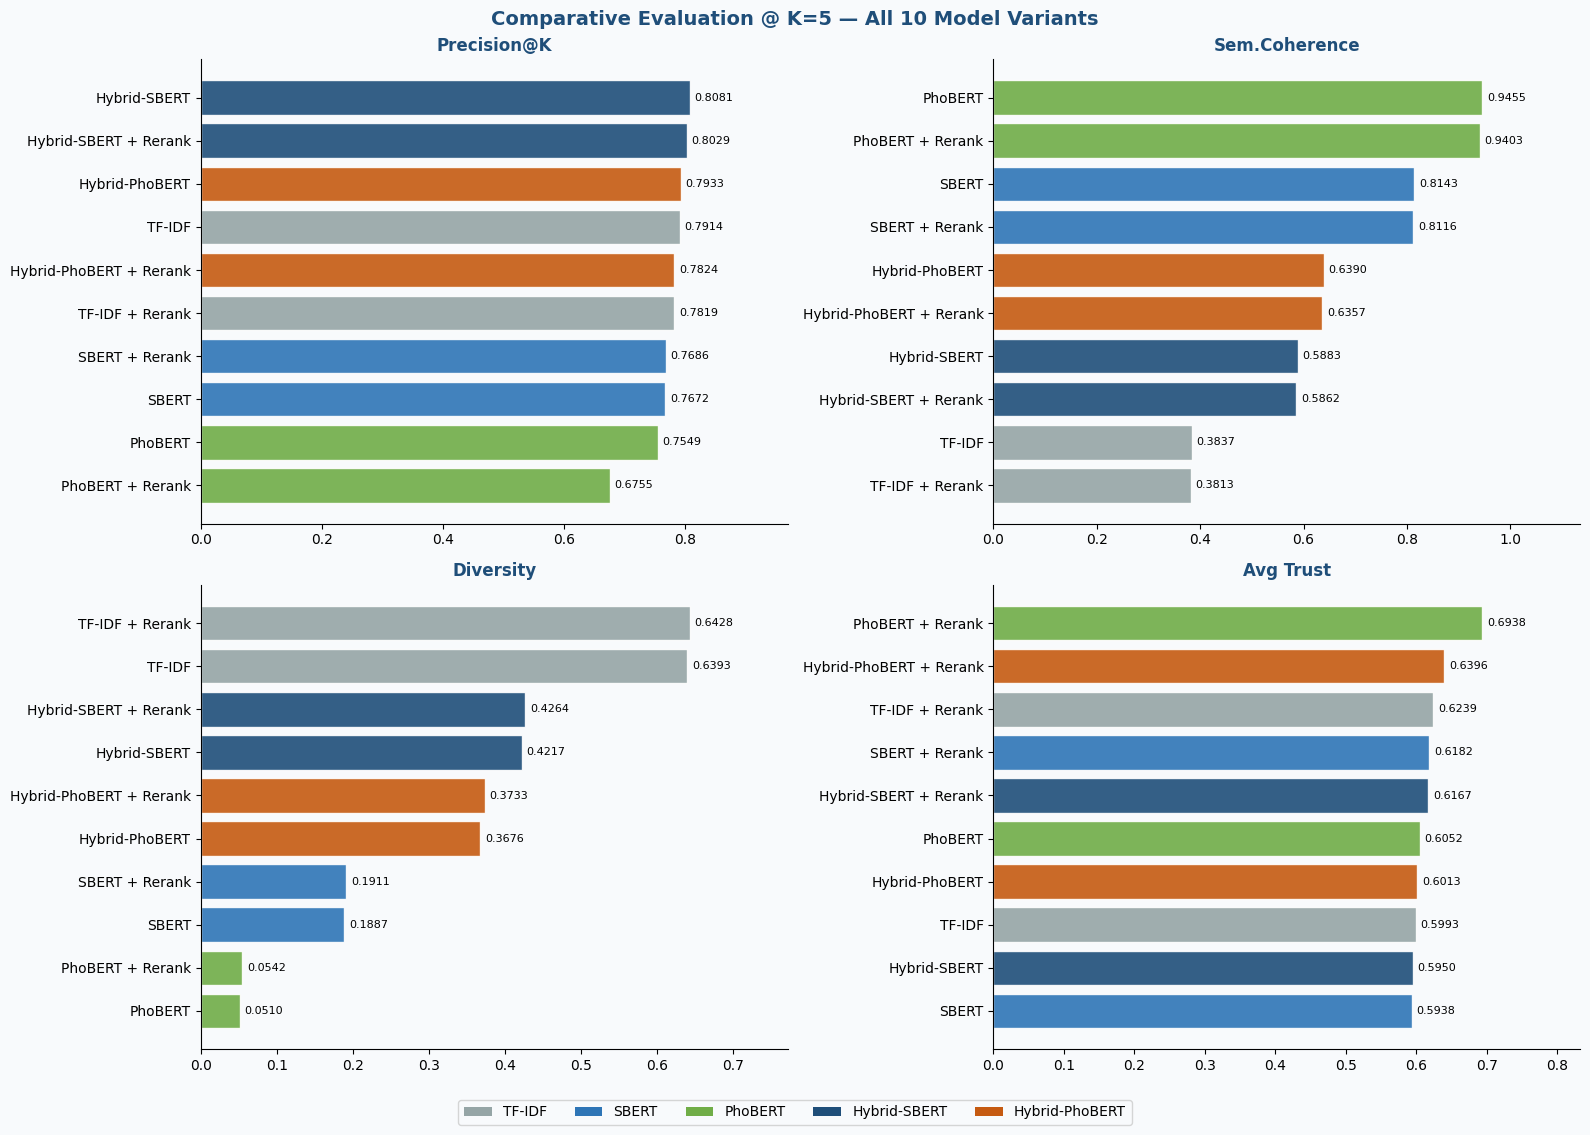 Comparative Evaluation @ K=5 — All 10 Model Variants
Precision@K
Hybrid-SBERT 0.8081
Hybrid-SBERT + Rerank 0.8029
Hybrid-PhoBERT 0.7933
TF-IDF 0.7914
Hybrid-PhoBERT + Rerank 0.7824
TF-IDF + Rerank 0.7819
SBERT + Rerank 0.7686
SBERT 0.7672
PhoBERT 0.7549
PhoBERT + Rerank 0.6755
0.0 0.2 0.4 0.6 0.8
Sem.Coherence
PhoBERT 0.9455
PhoBERT + Rerank 0.9403
SBERT 0.8143
SBERT + Rerank 0.8116
Hybrid-PhoBERT 0.6390
Hybrid-PhoBERT + Rerank 0.6357
Hybrid-SBERT 0.5883
Hybrid-SBERT + Rerank 0.5862
TF-IDF 0.3837
TF-IDF + Rerank 0.3813
0.0 0.2 0.4 0.6 0.8 1.0
Diversity
TF-IDF + Rerank 0.6428
TF-IDF 0.6393
Hybrid-SBERT + Rerank 0.4264
Hybrid-SBERT 0.4217
Hybrid-PhoBERT + Rerank 0.3733
Hybrid-PhoBERT 0.3676
SBERT + Rerank 0.1911
SBERT 0.1887
PhoBERT + Rerank 0.0542
PhoBERT 0.0510
0.0 0.1 0.2 0.3 0.4 0.5 0.6 0.7
Avg Trust
PhoBERT + Rerank 0.6938
Hybrid-PhoBERT + Rerank 0.6396
TF-IDF + Rerank 0.6239
SBERT + Rerank 0.6182
Hybrid-SBERT + Rerank 0.6167
PhoBERT 0.6052
Hybrid-PhoBERT 0.6013
TF-IDF 0.5993
Hybrid-SBERT 0.5950
SBERT 0.5938
0.0 0.1 0.2 0.3 0.4 0.5 0.6 0.7 0.8
TF-IDF SBERT PhoBERT Hybrid-SBERT Hybrid-PhoBERT